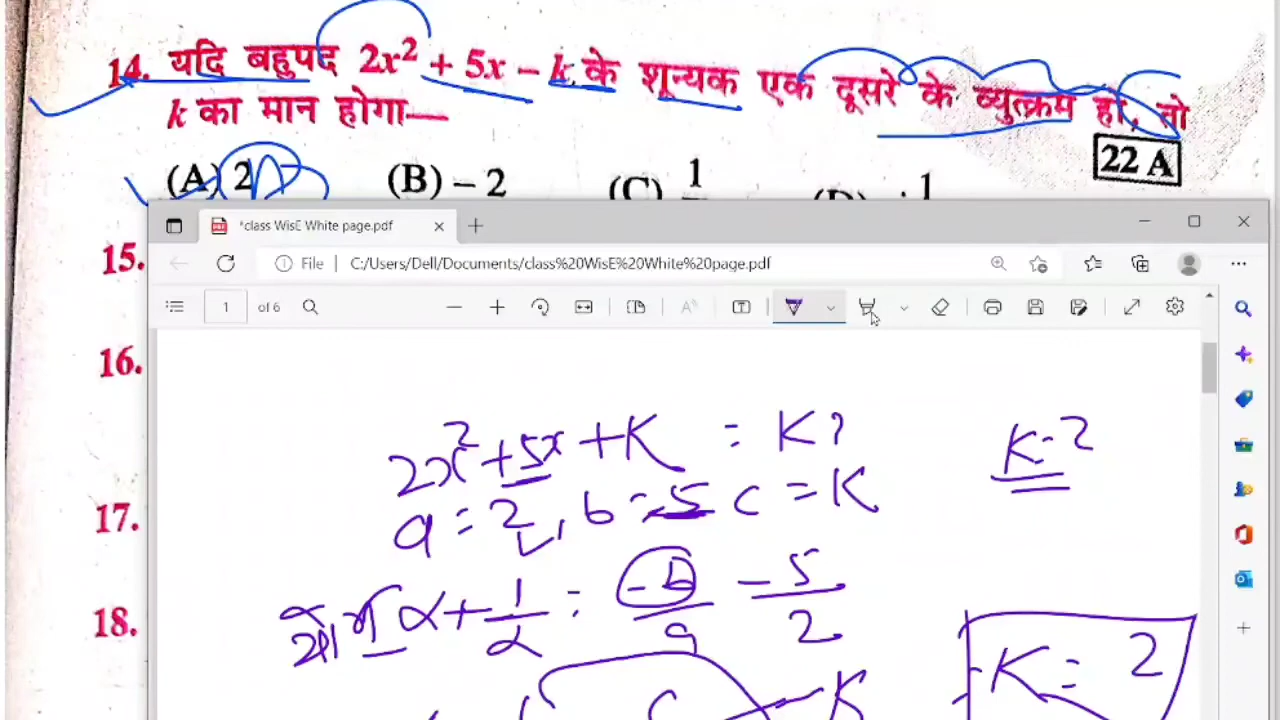 14. यदि बहुपद 2x² + 5x – k के शून्यक एक दूसरे के व्युत्क्रम हो, तो
k का मान होगा—
22 A
(A) 2 (B) – 2 (C) 1 (D) 1
15.
*class WisE White page.pdf
File | C:/Users/Dell/Documents/class%20WisE%20White%20page.pdf
1 of 6
16.
2x² + 5x + K = K?
K = 2
a = 2, b = 5 c = K
17.
α + 1/α = -b/a - 5/2
18.
K = 2
c K